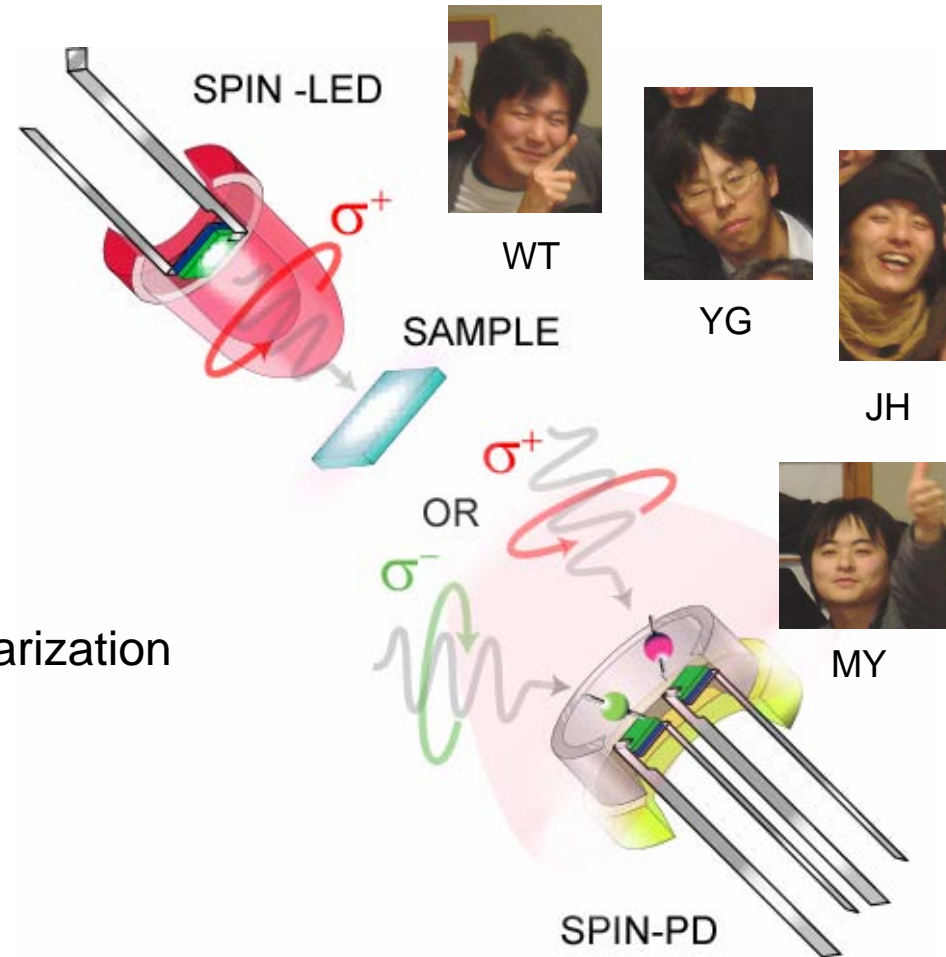 SPIN -LED
σ⁺
WT
YG
SAMPLE
JH
σ⁺
OR
σ⁻
arization
MY
SPIN-PD